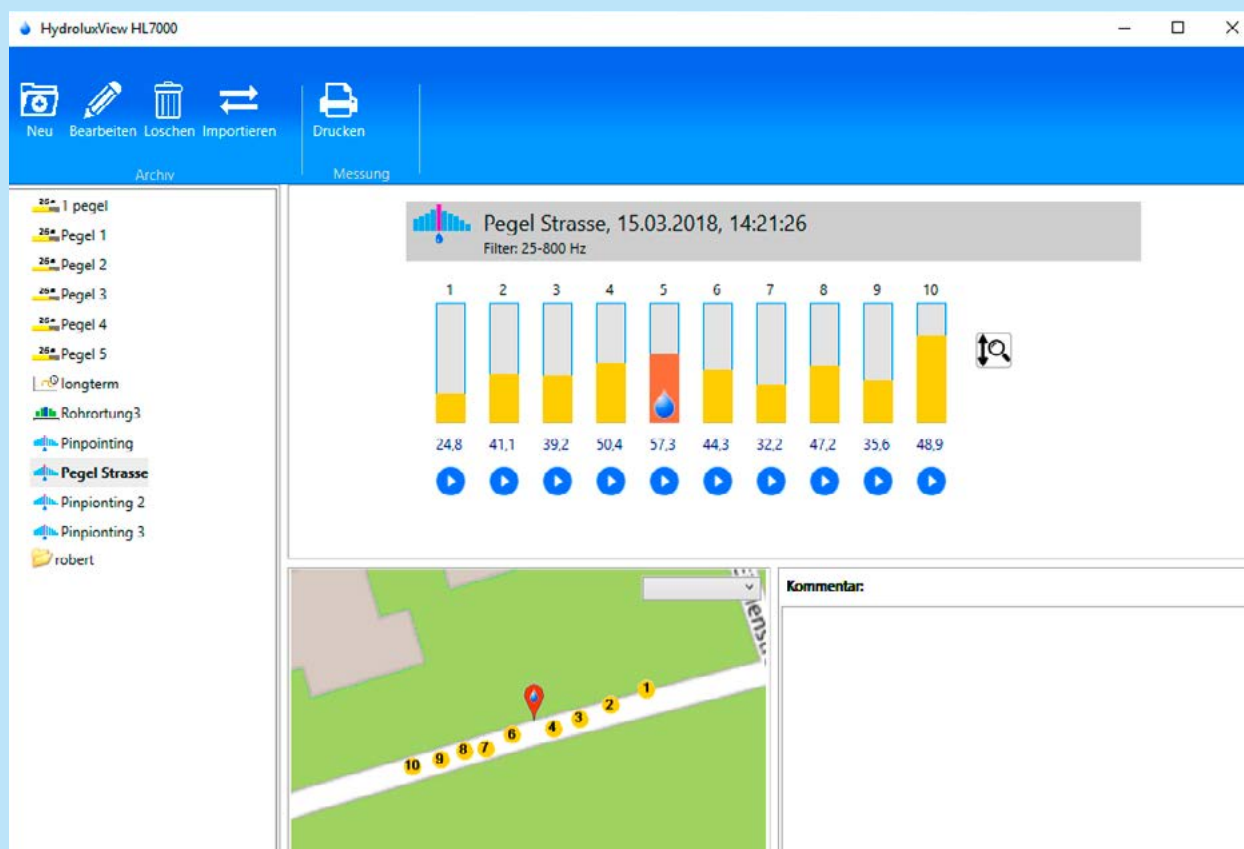 HydroluxView HL7000
Neu Bearbeiten Loschen Importieren Drucken
Archiv Messung
1 pegel
Pegel 1
Pegel 2
Pegel 3
Pegel 4
Pegel 5
longterm
Rohrortung3
Pinpointing
Pegel Strasse
Pinpionting 2
Pinpionting 3
robert
Pegel Strasse, 15.03.2018, 14:21:26
Filter: 25-800 Hz
1 2 3 4 5 6 7 8 9 10
24,8 41,1 39,2 50,4 57,3 44,3 32,2 47,2 35,6 48,9
1
2
3
4
6
7
8
9
10
Kommentar: